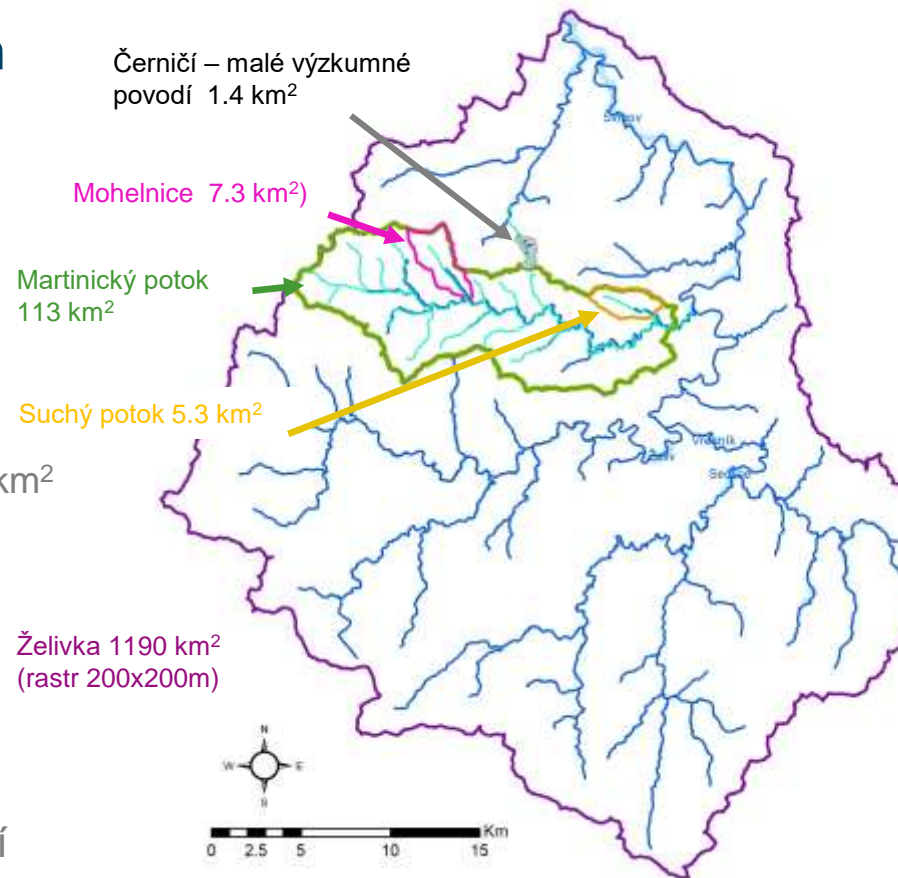 Černičí – malé výzkumné
povodí 1.4 km²
Mohelnice 7.3 km²)
Martinický potok
113 km²
Suchý potok 5.3 km²
km²
Želivka 1190 km²
(rastr 200x200m)
N
W E
S
Km
0 2.5 5 10 15
í